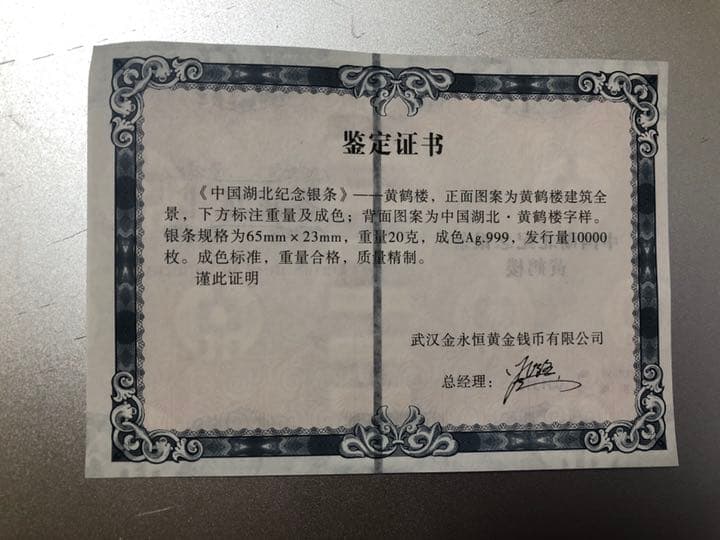 鉴定证书
《中国湖北纪念银条》——黄鹤楼，正面图案为黄鹤楼建筑全
景，下方标注重量及成色；背面图案为中国湖北·黄鹤楼字样。
银条规格为65mm×23mm，重量20克，成色Ag.999，发行量10000
枚。成色标准，重量合格，质量精制。
谨此证明
武汉金永恒黄金钱币有限公司
总经理：